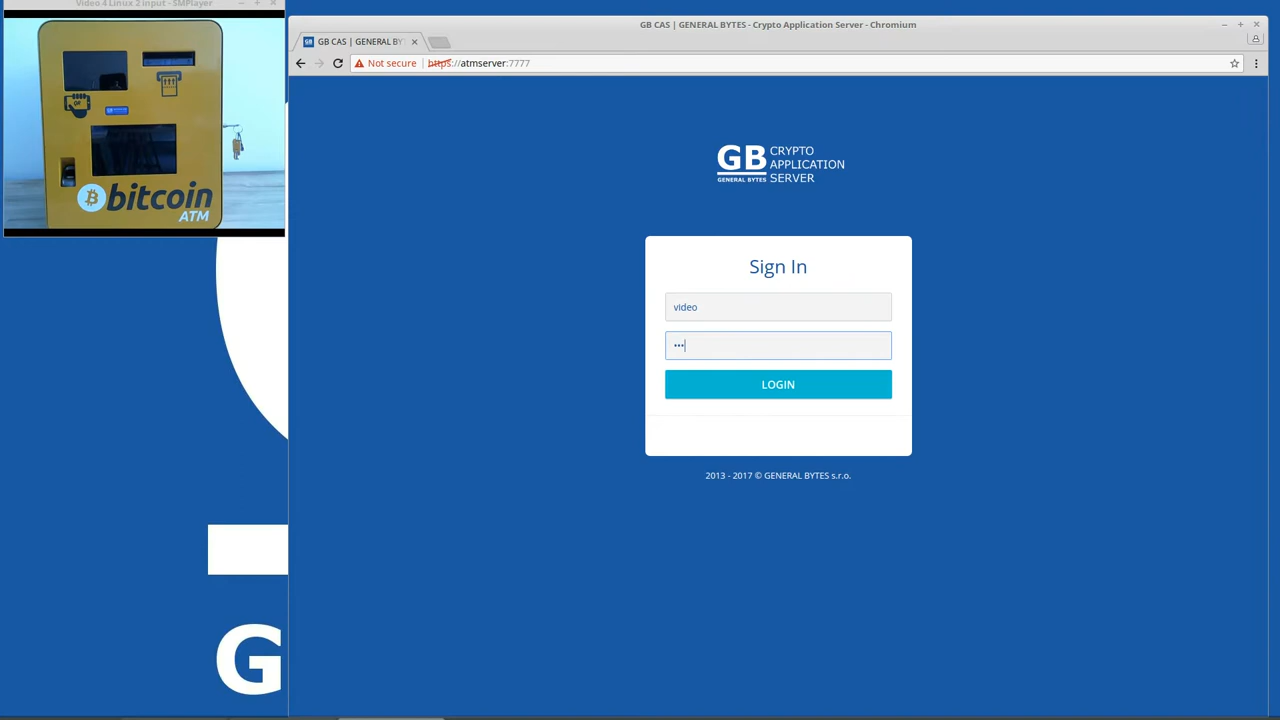 Video 4 Linux 2 input - SMPlayer
bitcoin
ATM
GB CAS | GENERAL BYTES - Crypto Application Server - Chromium
GB CAS | GENERAL BY
Not secure
https://atmserver:7777
GB
GENERAL BYTES
CRYPTO
APPLICATION
SERVER
Sign In
video
•••
LOGIN
2013 - 2017 © GENERAL BYTES s.r.o.
G